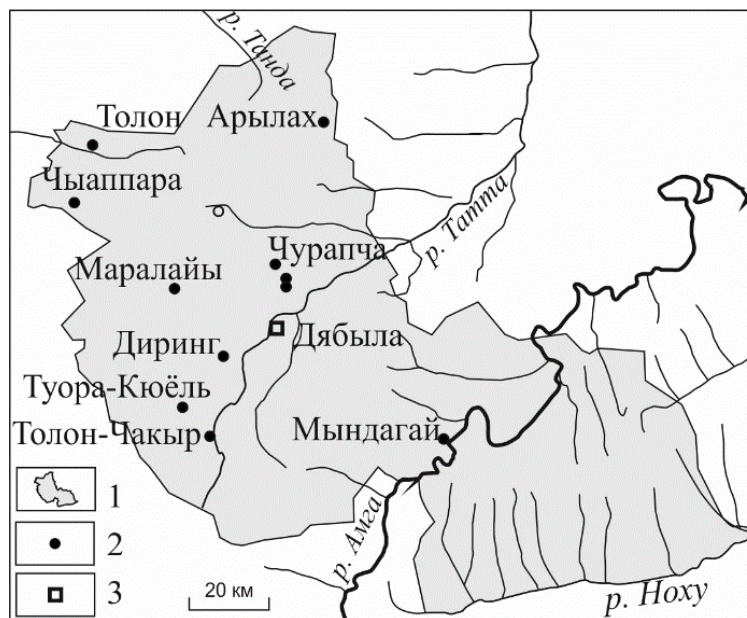 р. Танда
Толон
Арылах
Чыаппара
р. Татта
Чурапча
Маралайы
Дябыла
Диринг
Туора-Кюёль
Толон-Чакыр
Мындагай
1
2
3
20 км
р. Амга
р. Ноху